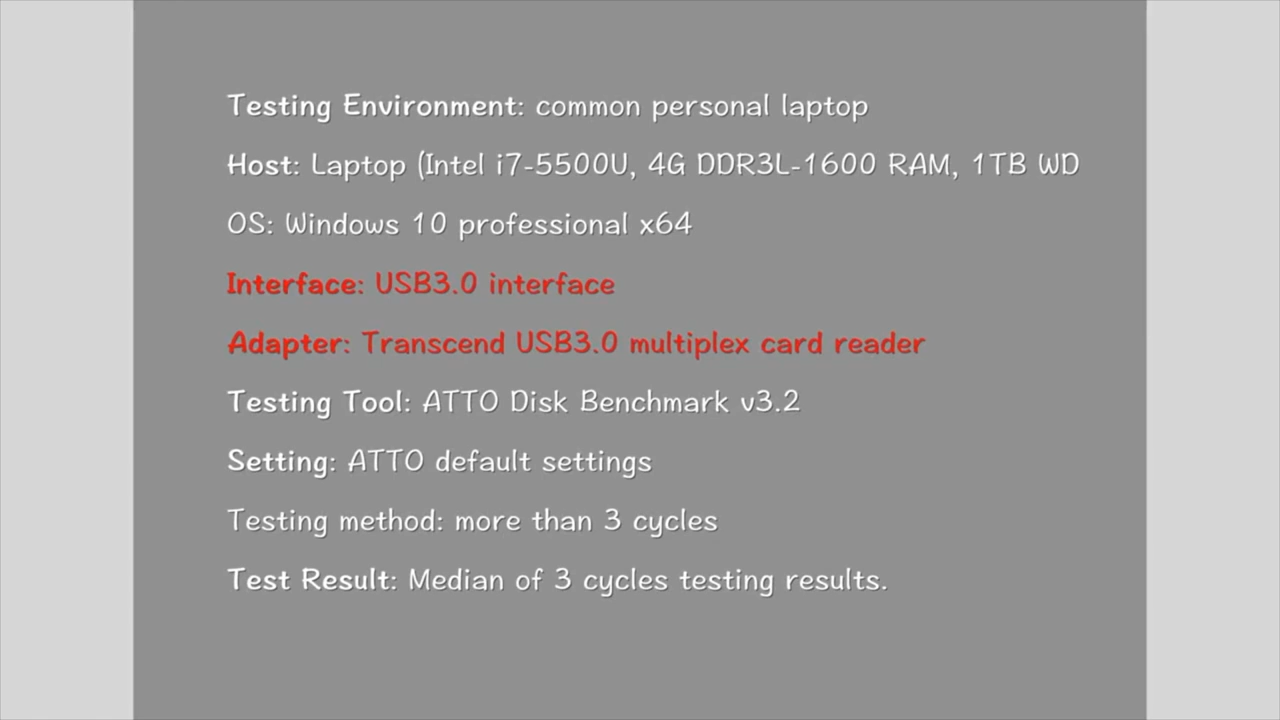 Testing Environment: common personal laptop
Host: Laptop (Intel i7-5500U, 4G DDR3L-1600 RAM, 1TB WD
OS: Windows 10 professional x64
Interface: USB3.0 interface
Adapter: Transcend USB3.0 multiplex card reader
Testing Tool: ATTO Disk Benchmark v3.2
Setting: ATTO default settings
Testing method: more than 3 cycles
Test Result: Median of 3 cycles testing results.